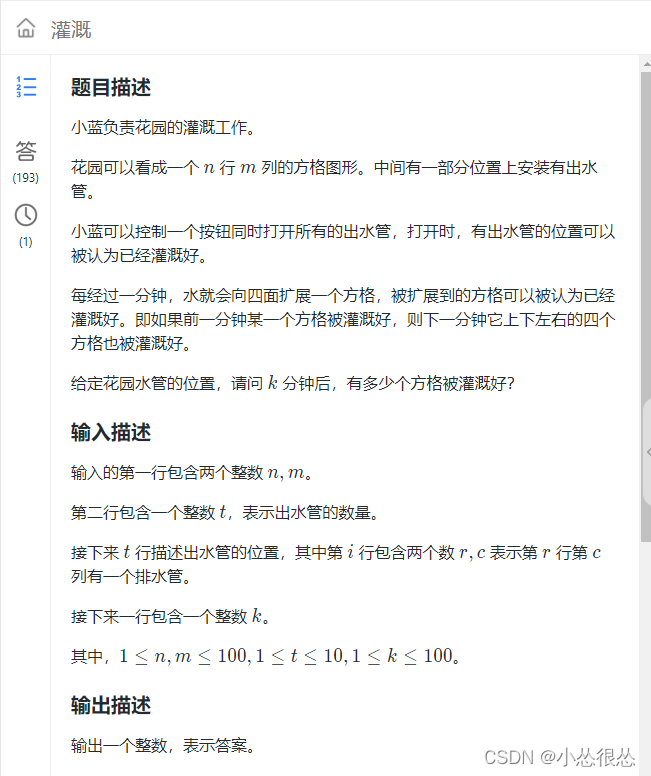 灌溉
题目描述
小蓝负责花园的灌溉工作。
花园可以看成一个 n 行 m 列的方格图形。中间有一部分位置上安装有出水
管。
小蓝可以控制一个按钮同时打开所有的出水管，打开时，有出水管的位置可以
被认为已经灌溉好。
每经过一分钟，水就会向四面扩展一个方格，被扩展到的方格可以被认为已经
灌溉好。即如果前一分钟某一个方格被灌溉好，则下一分钟它上下左右的四个
方格也被灌溉好。
给定花园水管的位置，请问 k 分钟后，有多少个方格被灌溉好？
输入描述
输入的第一行包含两个整数 n, m。
第二行包含一个整数 t，表示出水管的数量。
接下来 t 行描述出水管的位置，其中第 i 行包含两个数 r, c 表示第 r 行第 c
列有一个排水管。
接下来一行包含一个整数 k。
其中，1 ≤ n, m ≤ 100, 1 ≤ t ≤ 10, 1 ≤ k ≤ 100。
输出描述
输出一个整数，表示答案。
1
2
3
答
(193)
(1)
CSDN @小怂很怂